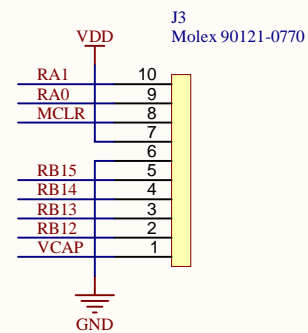 J3
Molex 90121-0770
VDD
RA1 10
RA0 9
MCLR 8
7
6
RB15 5
RB14 4
RB13 3
RB12 2
VCAP 1
GND